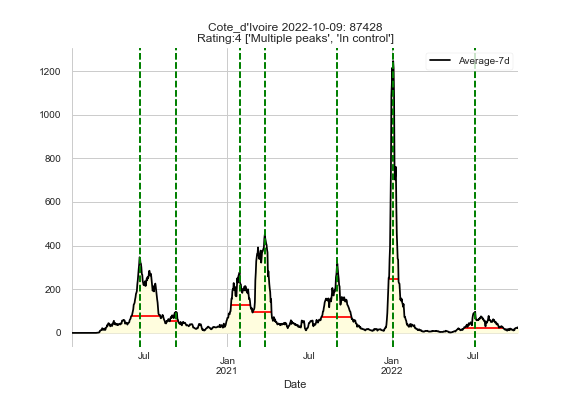 Cote_d'Ivoire 2022-10-09: 87428
Rating:4 ['Multiple peaks', 'In control']
Average-7d
1200
1000
800
600
400
200
0
Jul
Jan
2021
Jul
Jan
2022
Jul
Date